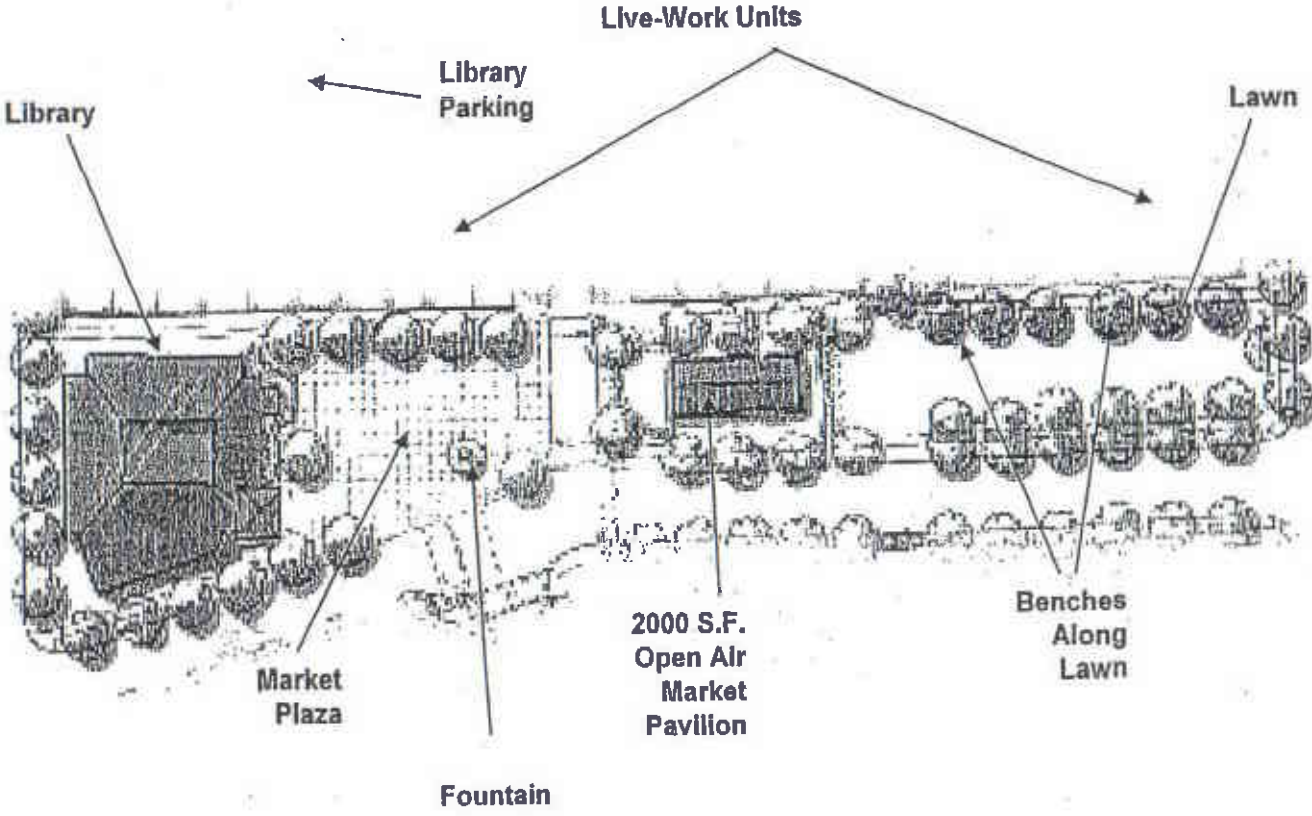 Live-Work Units
Library
Parking
Library
Lawn
Market
Plaza
Fountain
2000 S.F.
Open Air
Market
Pavilion
Benches
Along
Lawn